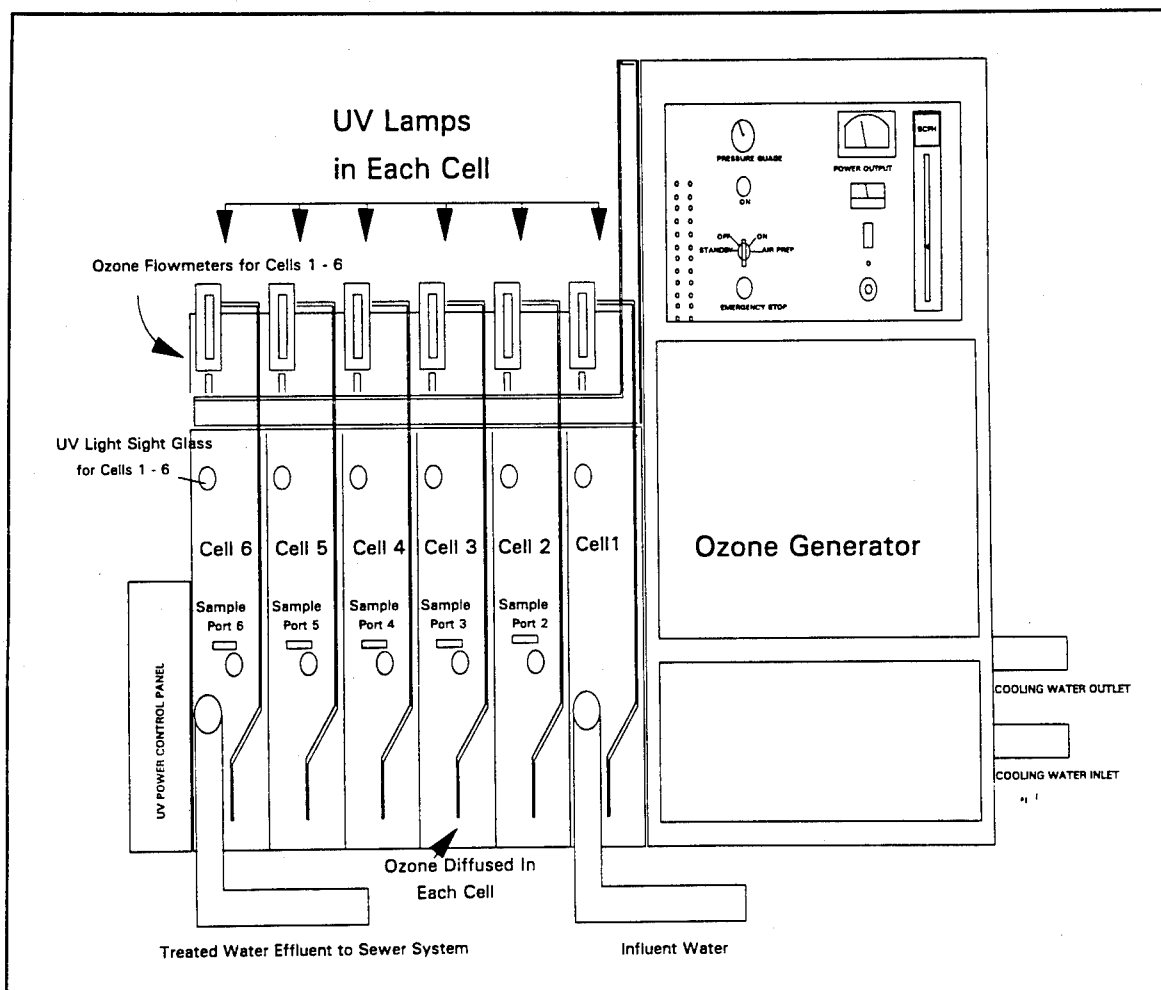 UV Lamps
in Each Cell
Ozone Flowmeters for Cells 1 - 6
UV Light Sight Glass
for Cells 1 - 6
PRESSURE GUAGE
ON
OFF
ON
STANDBY
AIR PREP
EMERGENCY STOP
POWER OUTPUT
SCFH
Cell 6
Cell 5
Cell 4
Cell 3
Cell 2
Cell1
Ozone Generator
Sample
Port 6
Sample
Port 5
Sample
Port 4
Sample
Port 3
Sample
Port 2
UV POWER CONTROL PANEL
COOLING WATER OUTLET
COOLING WATER INLET
Ozone Diffused In
Each Cell
Treated Water Effluent to Sewer System
Influent Water